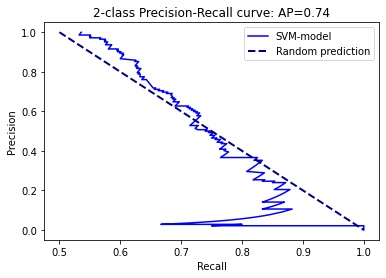 2-class Precision-Recall curve: AP=0.74
SVM-model
Random prediction
Precision
1.0
0.8
0.6
0.4
0.2
0.0
0.5 0.6 0.7 0.8 0.9 1.0
Recall